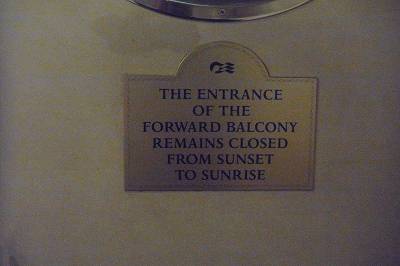 THE ENTRANCE
OF THE
FORWARD BALCONY
REMAINS CLOSED
FROM SUNSET
TO SUNRISE